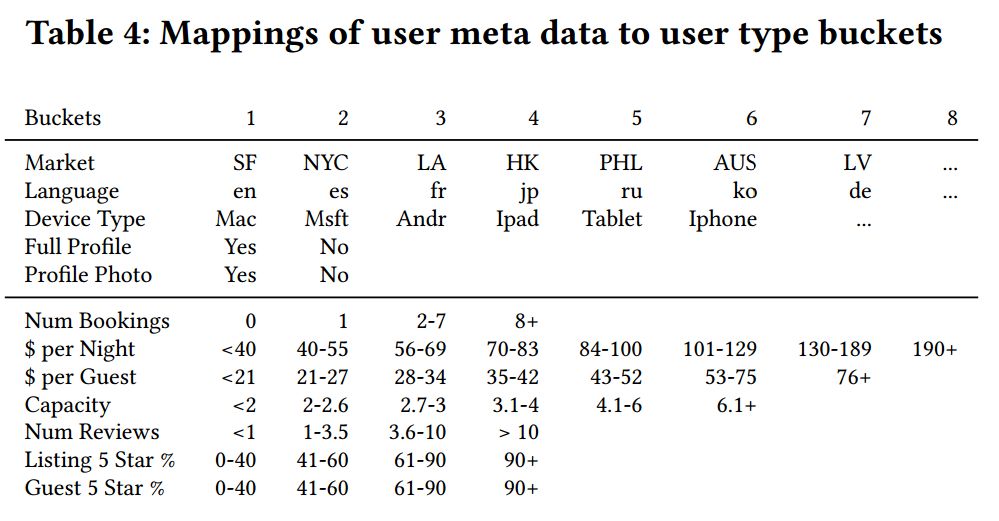 Table 4: Mappings of user meta data to user type buckets
Buckets 1 2 3 4 5 6 7 8
Market SF NYC LA HK PHL AUS LV ...
Language en es fr jp ru ko de ...
Device Type Mac Msft Andr Ipad Tablet Iphone ...
Full Profile Yes No
Profile Photo Yes No
Num Bookings 0 1 2-7 8+
$ per Night <40 40-55 56-69 70-83 84-100 101-129 130-189 190+
$ per Guest <21 21-27 28-34 35-42 43-52 53-75 76+
Capacity <2 2-2.6 2.7-3 3.1-4 4.1-6 6.1+
Num Reviews <1 1-3.5 3.6-10 > 10
Listing 5 Star % 0-40 41-60 61-90 90+
Guest 5 Star % 0-40 41-60 61-90 90+